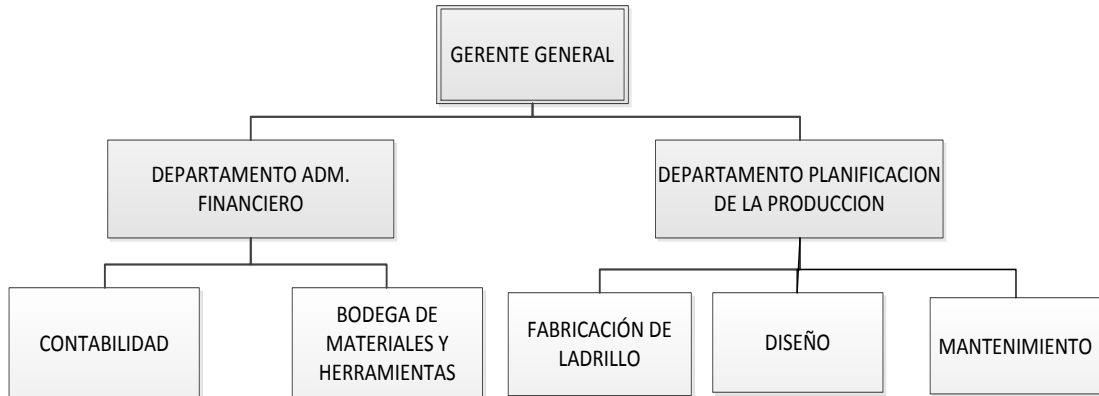 GERENTE GENERAL
DEPARTAMENTO ADM.
FINANCIERO
DEPARTAMENTO PLANIFICACION
DE LA PRODUCCION
CONTABILIDAD
BODEGA DE
MATERIALES Y
HERRAMIENTAS
FABRICACIÓN DE
LADRILLO
DISEÑO
MANTENIMIENTO